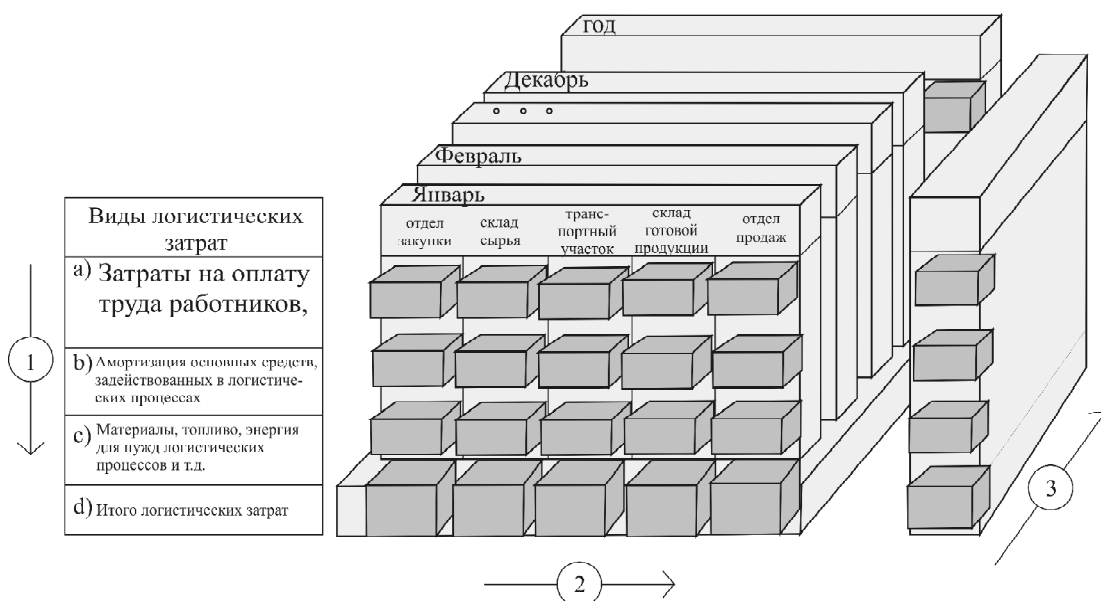 год
Декабрь
Февраль
Январь
отдел
закупки
склад
сырья
транс-
портный
участок
склад
готовой
продукции
отдел
продаж
Виды логистических
затрат
a) Затраты на оплату
труда работников,
b) Амортизация основных средств,
задействованных в логистиче-
ских процессах
c) Материалы, топливо, энергия
для нужд логистических
процессов и т.д.
d) Итого логистических затрат
1
2
3